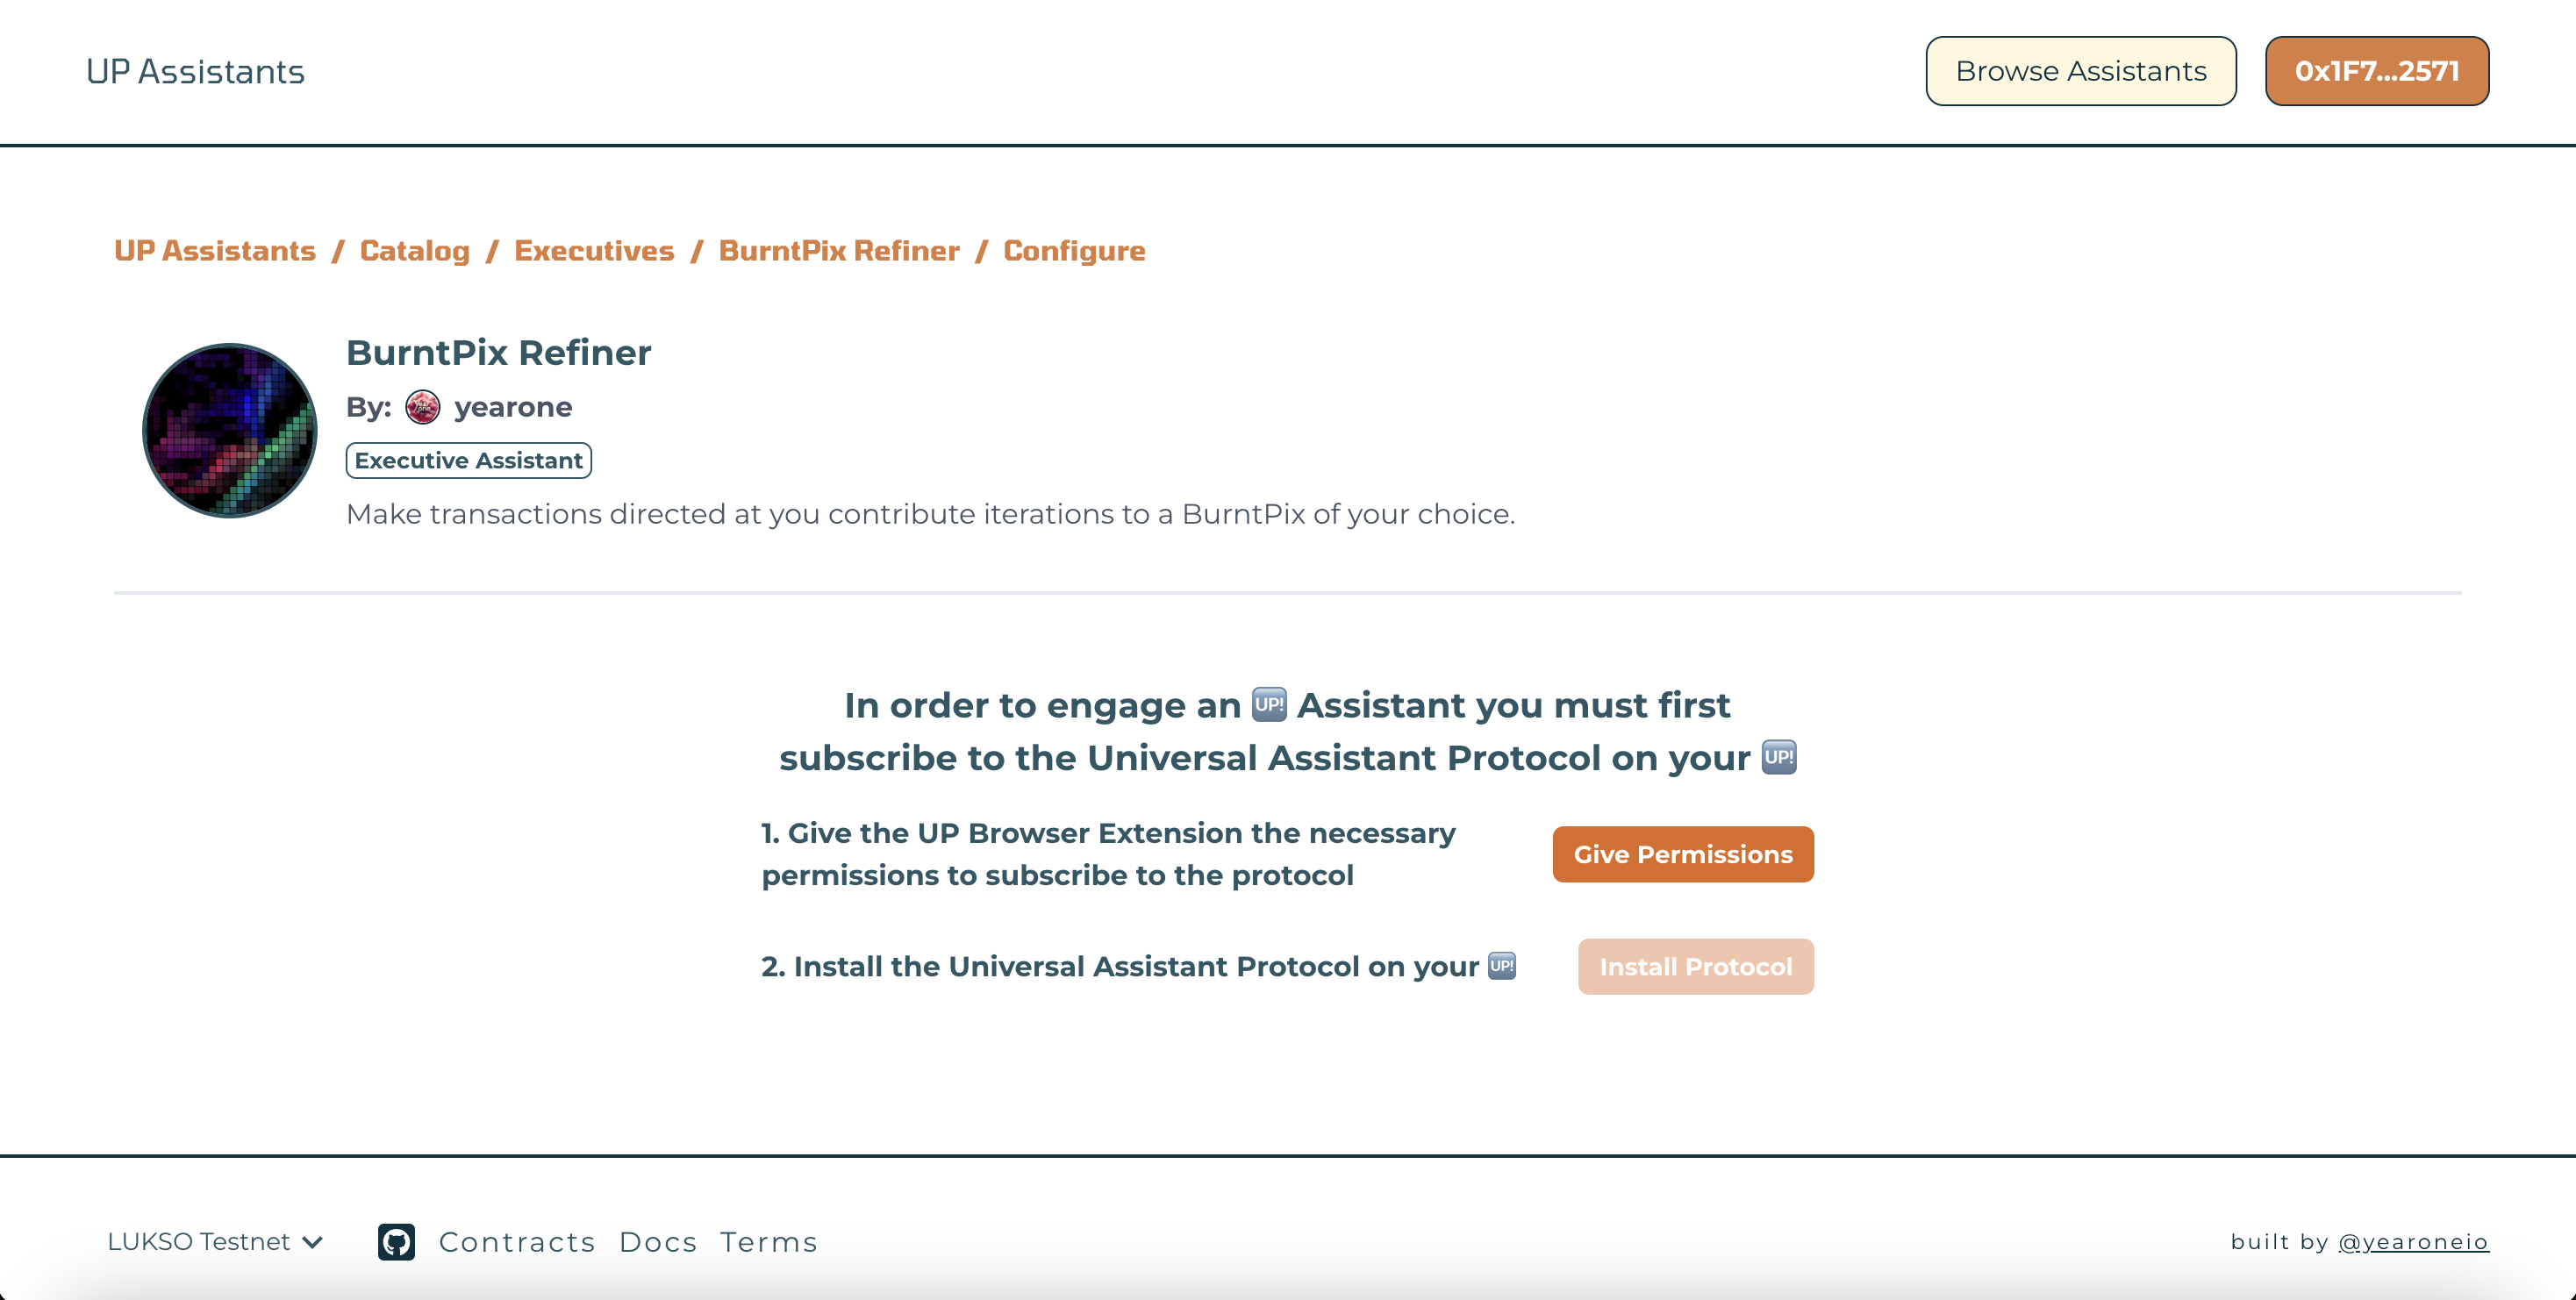 UP Assistants
Browse Assistants
0x1F7...2571
UP Assistants / Catalog / Executives / BurntPix Refiner / Configure
BurntPix Refiner
By: yearone
Executive Assistant
Make transactions directed at you contribute iterations to a BurntPix of your choice.
In order to engage an 🆙 Assistant you must first
subscribe to the Universal Assistant Protocol on your 🆙
1. Give the UP Browser Extension the necessary
permissions to subscribe to the protocol
Give Permissions
2. Install the Universal Assistant Protocol on your 🆙
Install Protocol
LUKSO Testnet
Contracts Docs Terms
built by @yearoneio